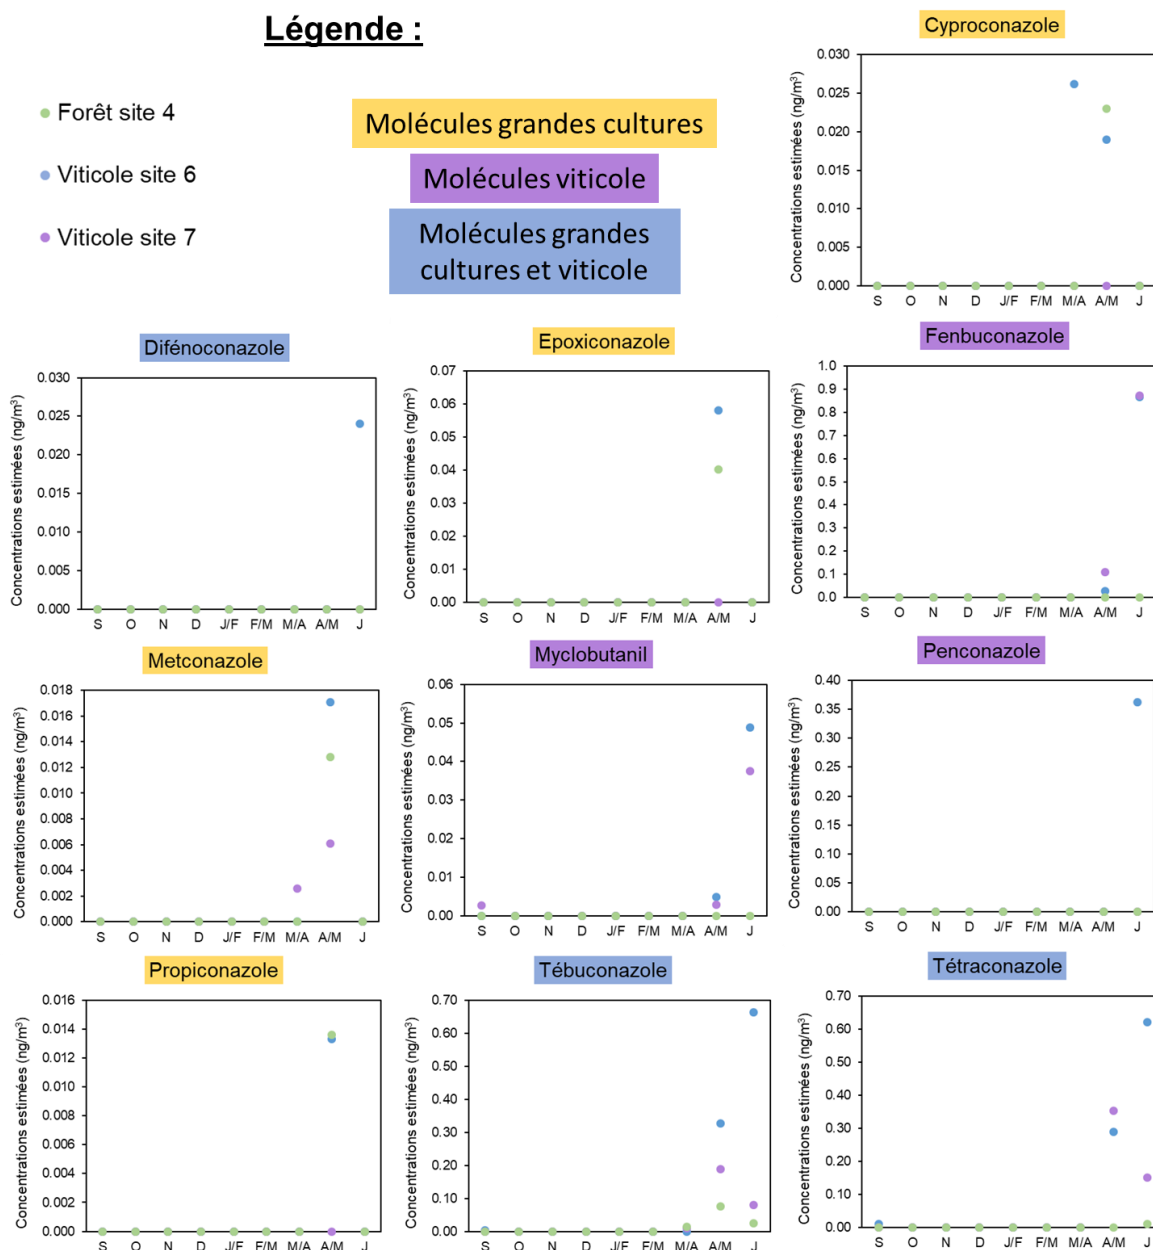 Légende :
Forêt site 4
Viticole site 6
Viticole site 7
Molécules grandes cultures
Molécules viticole
Molécules grandes
cultures et viticole
Cyproconazole
Concentrations estimées (ng/m³)
0.030
0.025
0.020
0.015
0.010
0.005
0.000
S O N D J/F F/M M/A A/M J
Difénoconazole
Concentrations estimées (ng/m³)
0.030
0.025
0.020
0.015
0.010
0.005
0.000
S O N D J/F F/M M/A A/M J
Epoxiconazole
Concentrations estimées (ng/m³)
0.07
0.06
0.05
0.04
0.03
0.02
0.01
0.00
S O N D J/F F/M M/A A/M J
Fenbuconazole
Concentrations estimées (ng/m³)
1.0
0.9
0.8
0.7
0.6
0.5
0.4
0.3
0.2
0.1
0.0
S O N D J/F F/M M/A A/M J
Metconazole
Concentrations estimées (ng/m³)
0.018
0.016
0.014
0.012
0.010
0.008
0.006
0.004
0.002
0.000
S O N D J/F F/M M/A A/M J
Myclobutanil
Concentrations estimées (ng/m³)
0.06
0.05
0.04
0.03
0.02
0.01
0.00
S O N D J/F F/M M/A A/M J
Penconazole
Concentrations estimées (ng/m³)
0.40
0.35
0.30
0.25
0.20
0.15
0.10
0.05
0.00
S O N D J/F F/M M/A A/M J
Propiconazole
Concentrations estimées (ng/m³)
0.016
0.014
0.012
0.010
0.008
0.006
0.004
0.002
0.000
S O N D J/F F/M M/A A/M J
Tébuconazole
Concentrations estimées (ng/m³)
0.70
0.60
0.50
0.40
0.30
0.20
0.10
0.00
S O N D J/F F/M M/A A/M J
Tétraconazole
Concentrations estimées (ng/m³)
0.70
0.60
0.50
0.40
0.30
0.20
0.10
0.00
S O N D J/F F/M M/A A/M J